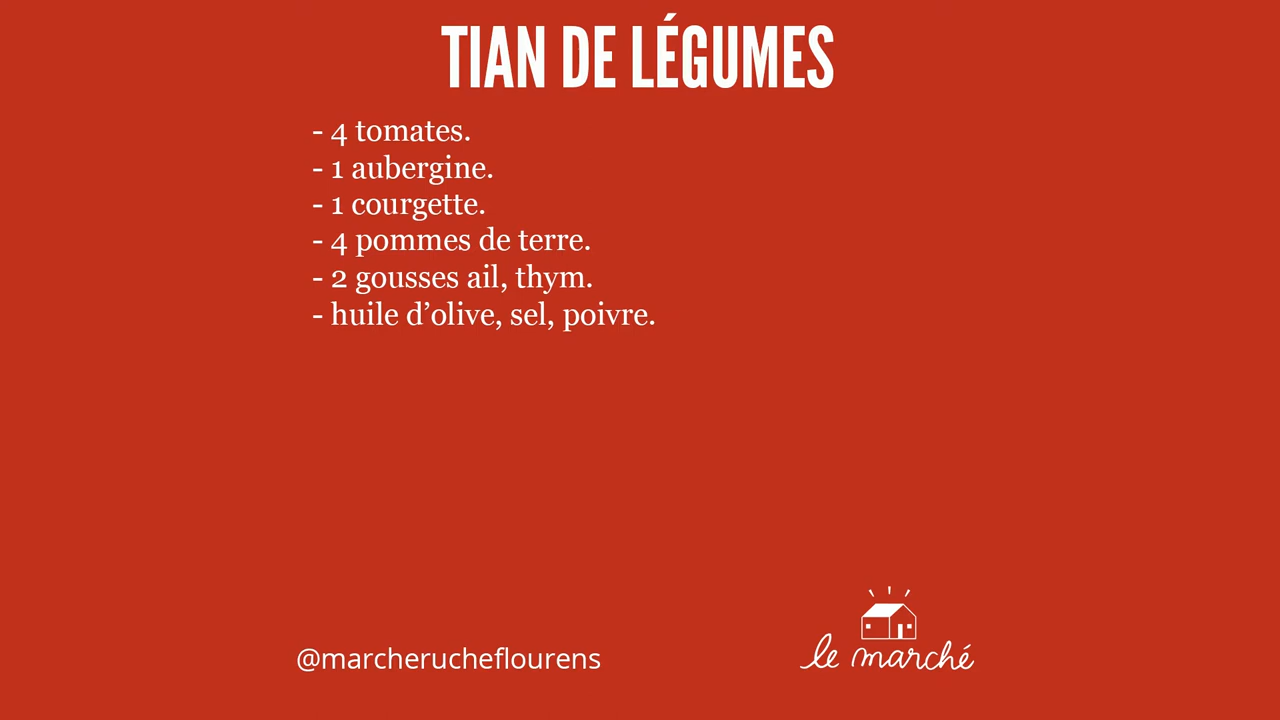 TIAN DE LÉGUMES
- 4 tomates.
- 1 aubergine.
- 1 courgette.
- 4 pommes de terre.
- 2 gousses ail, thym.
- huile d’olive, sel, poivre.
@marcherucheflourens
le marché